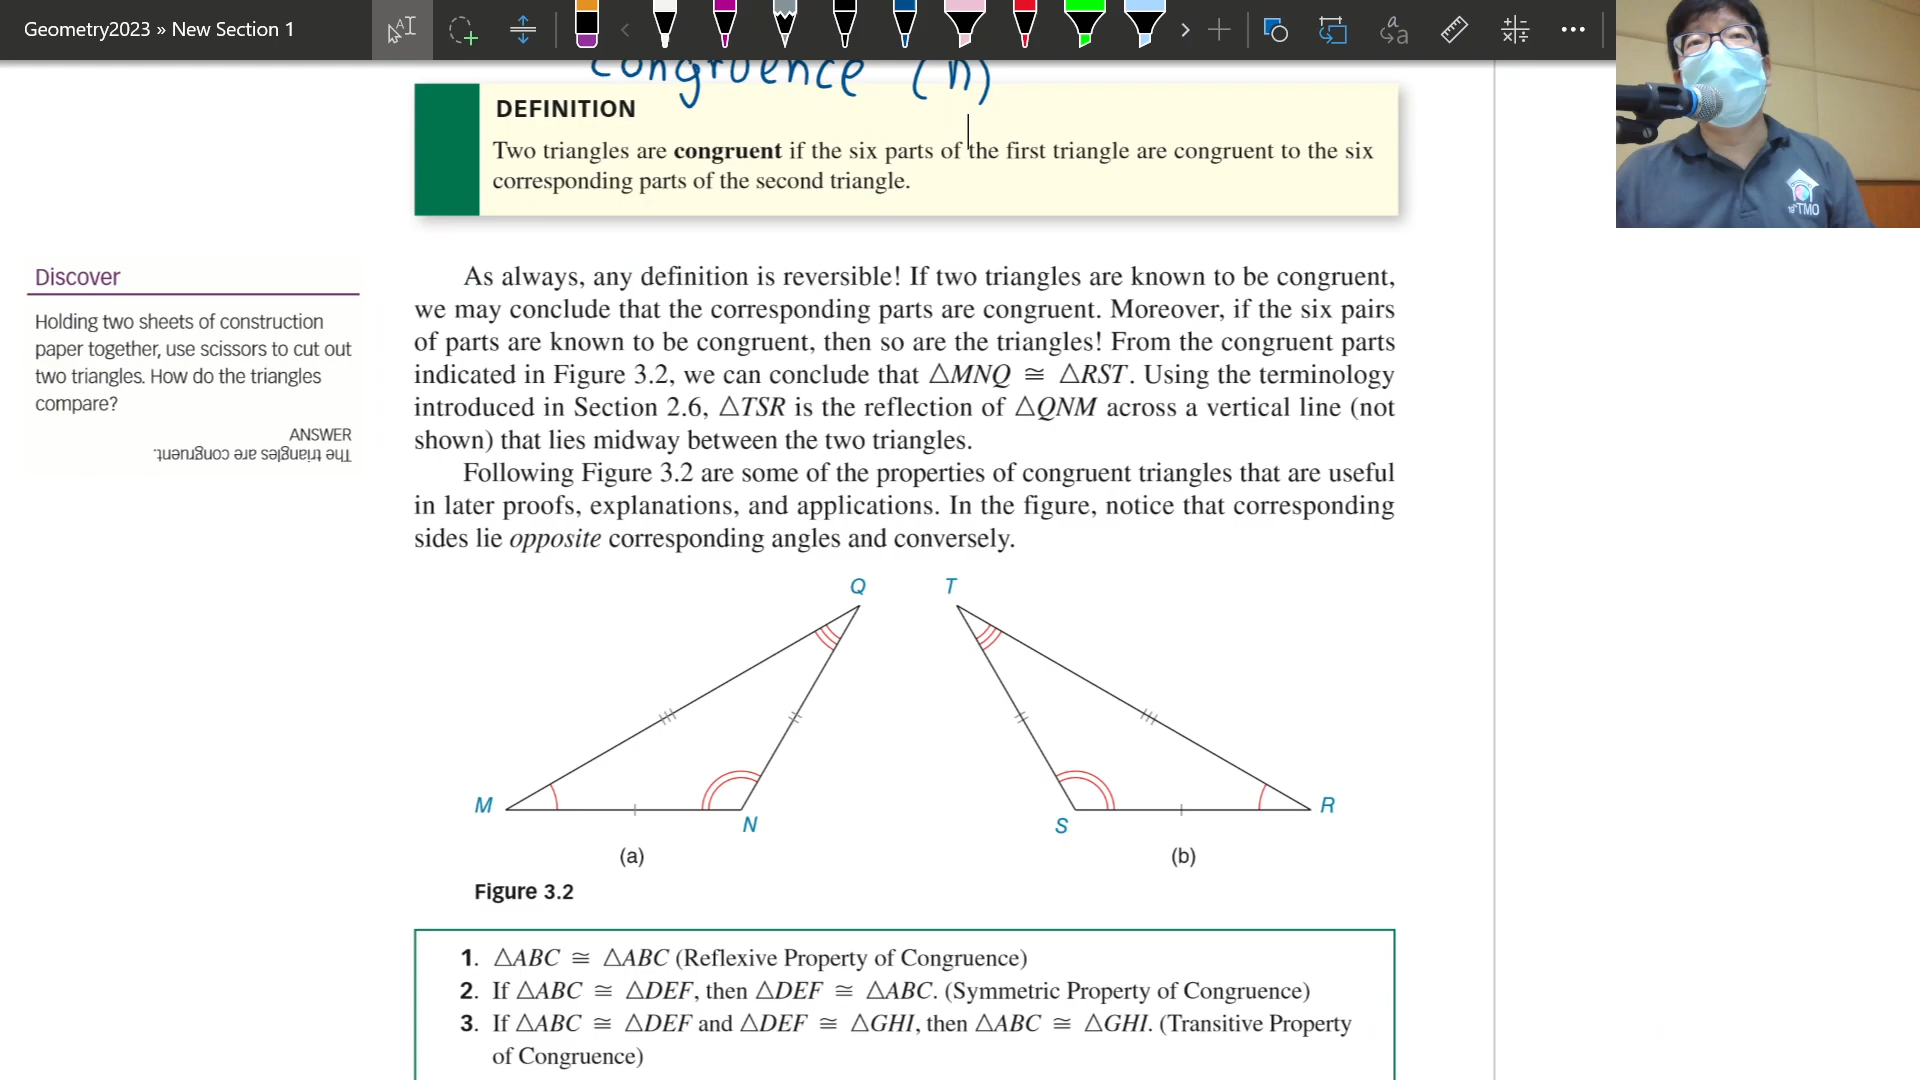 Geometry2023 » New Section 1
congruence (n)
DEFINITION
Two triangles are congruent if the six parts of the first triangle are congruent to the six
corresponding parts of the second triangle.
As always, any definition is reversible! If two triangles are known to be congruent,
we may conclude that the corresponding parts are congruent. Moreover, if the six pairs
of parts are known to be congruent, then so are the triangles! From the congruent parts
indicated in Figure 3.2, we can conclude that △MNQ ≅ △RST. Using the terminology
introduced in Section 2.6, △TSR is the reflection of △QNM across a vertical line (not
shown) that lies midway between the two triangles.
Following Figure 3.2 are some of the properties of congruent triangles that are useful
in later proofs, explanations, and applications. In the figure, notice that corresponding
sides lie opposite corresponding angles and conversely.
Discover
Holding two sheets of construction
paper together, use scissors to cut out
two triangles. How do the triangles
compare?
ANSWER
The triangles are congruent.
Q
T
M
N
S
R
(a)
(b)
Figure 3.2
1. △ABC ≅ △ABC (Reflexive Property of Congruence)
2. If △ABC ≅ △DEF, then △DEF ≅ △ABC. (Symmetric Property of Congruence)
3. If △ABC ≅ △DEF and △DEF ≅ △GHI, then △ABC ≅ △GHI. (Transitive Property
of Congruence)
TMO